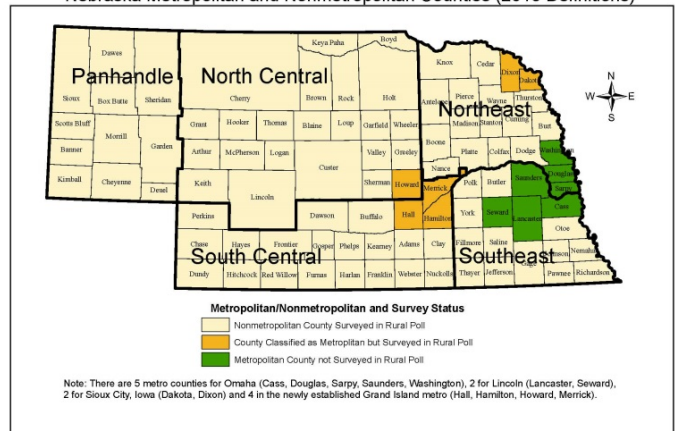 Nebraska Metropolitan and Nonmetropolitan Counties (2013 Definitions)
Panhandle
North Central
Northeast
South Central
Southeast
N
W E
S
Dawes
Sioux
Box Butte
Sheridan
Scotts Bluff
Morrill
Garden
Banner
Kimball
Cheyenne
Deuel
Keya Paha
Boyd
Cherry
Brown
Rock
Holt
Grant
Hooker
Thomas
Blaine
Loup
Garfield
Wheeler
Arthur
McPherson
Logan
Custer
Valley
Greeley
Keith
Lincoln
Sherman
Howard
Knox
Cedar
Dixon
Dakota
Antelope
Pierce
Wayne
Thurston
Madison
Stanton
Cuming
Burt
Boone
Platte
Colfax
Dodge
Washington
Nance
Douglas
Sarpy
Merrick
Polk
Butler
Saunders
Cass
Hall
Hamilton
York
Seward
Lancaster
Otoe
Perkins
Dawson
Buffalo
Chase
Hayes
Frontier
Gosper
Phelps
Kearney
Adams
Clay
Fillmore
Saline
Gage
Johnson
Nemaha
Dundy
Hitchcock
Red Willow
Furnas
Harlan
Franklin
Webster
Nuckolls
Thayer
Jefferson
Pawnee
Richardson
Metropolitan/Nonmetropolitan and Survey Status
Nonmetropolitan County Surveyed in Rural Poll
County Classified as Metroplitan but Surveyed in Rural Poll
Metropolitan County not Surveyed in Rural Poll
Note: There are 5 metro counties for Omaha (Cass, Douglas, Sarpy, Saunders, Washington), 2 for Lincoln (Lancaster, Seward),
2 for Sioux City, Iowa (Dakota, Dixon) and 4 in the newly established Grand Island metro (Hall, Hamilton, Howard, Merrick).